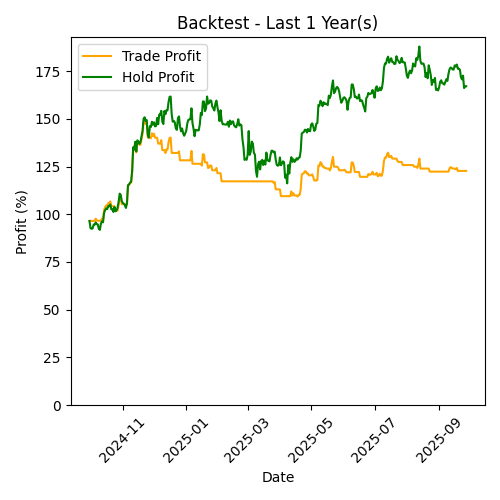 Backtest - Last 1 Year(s)
Trade Profit
Hold Profit
Profit (%)
175
150
125
100
75
50
25
0
2024-11
2025-01
2025-03
2025-05
2025-07
2025-09
Date